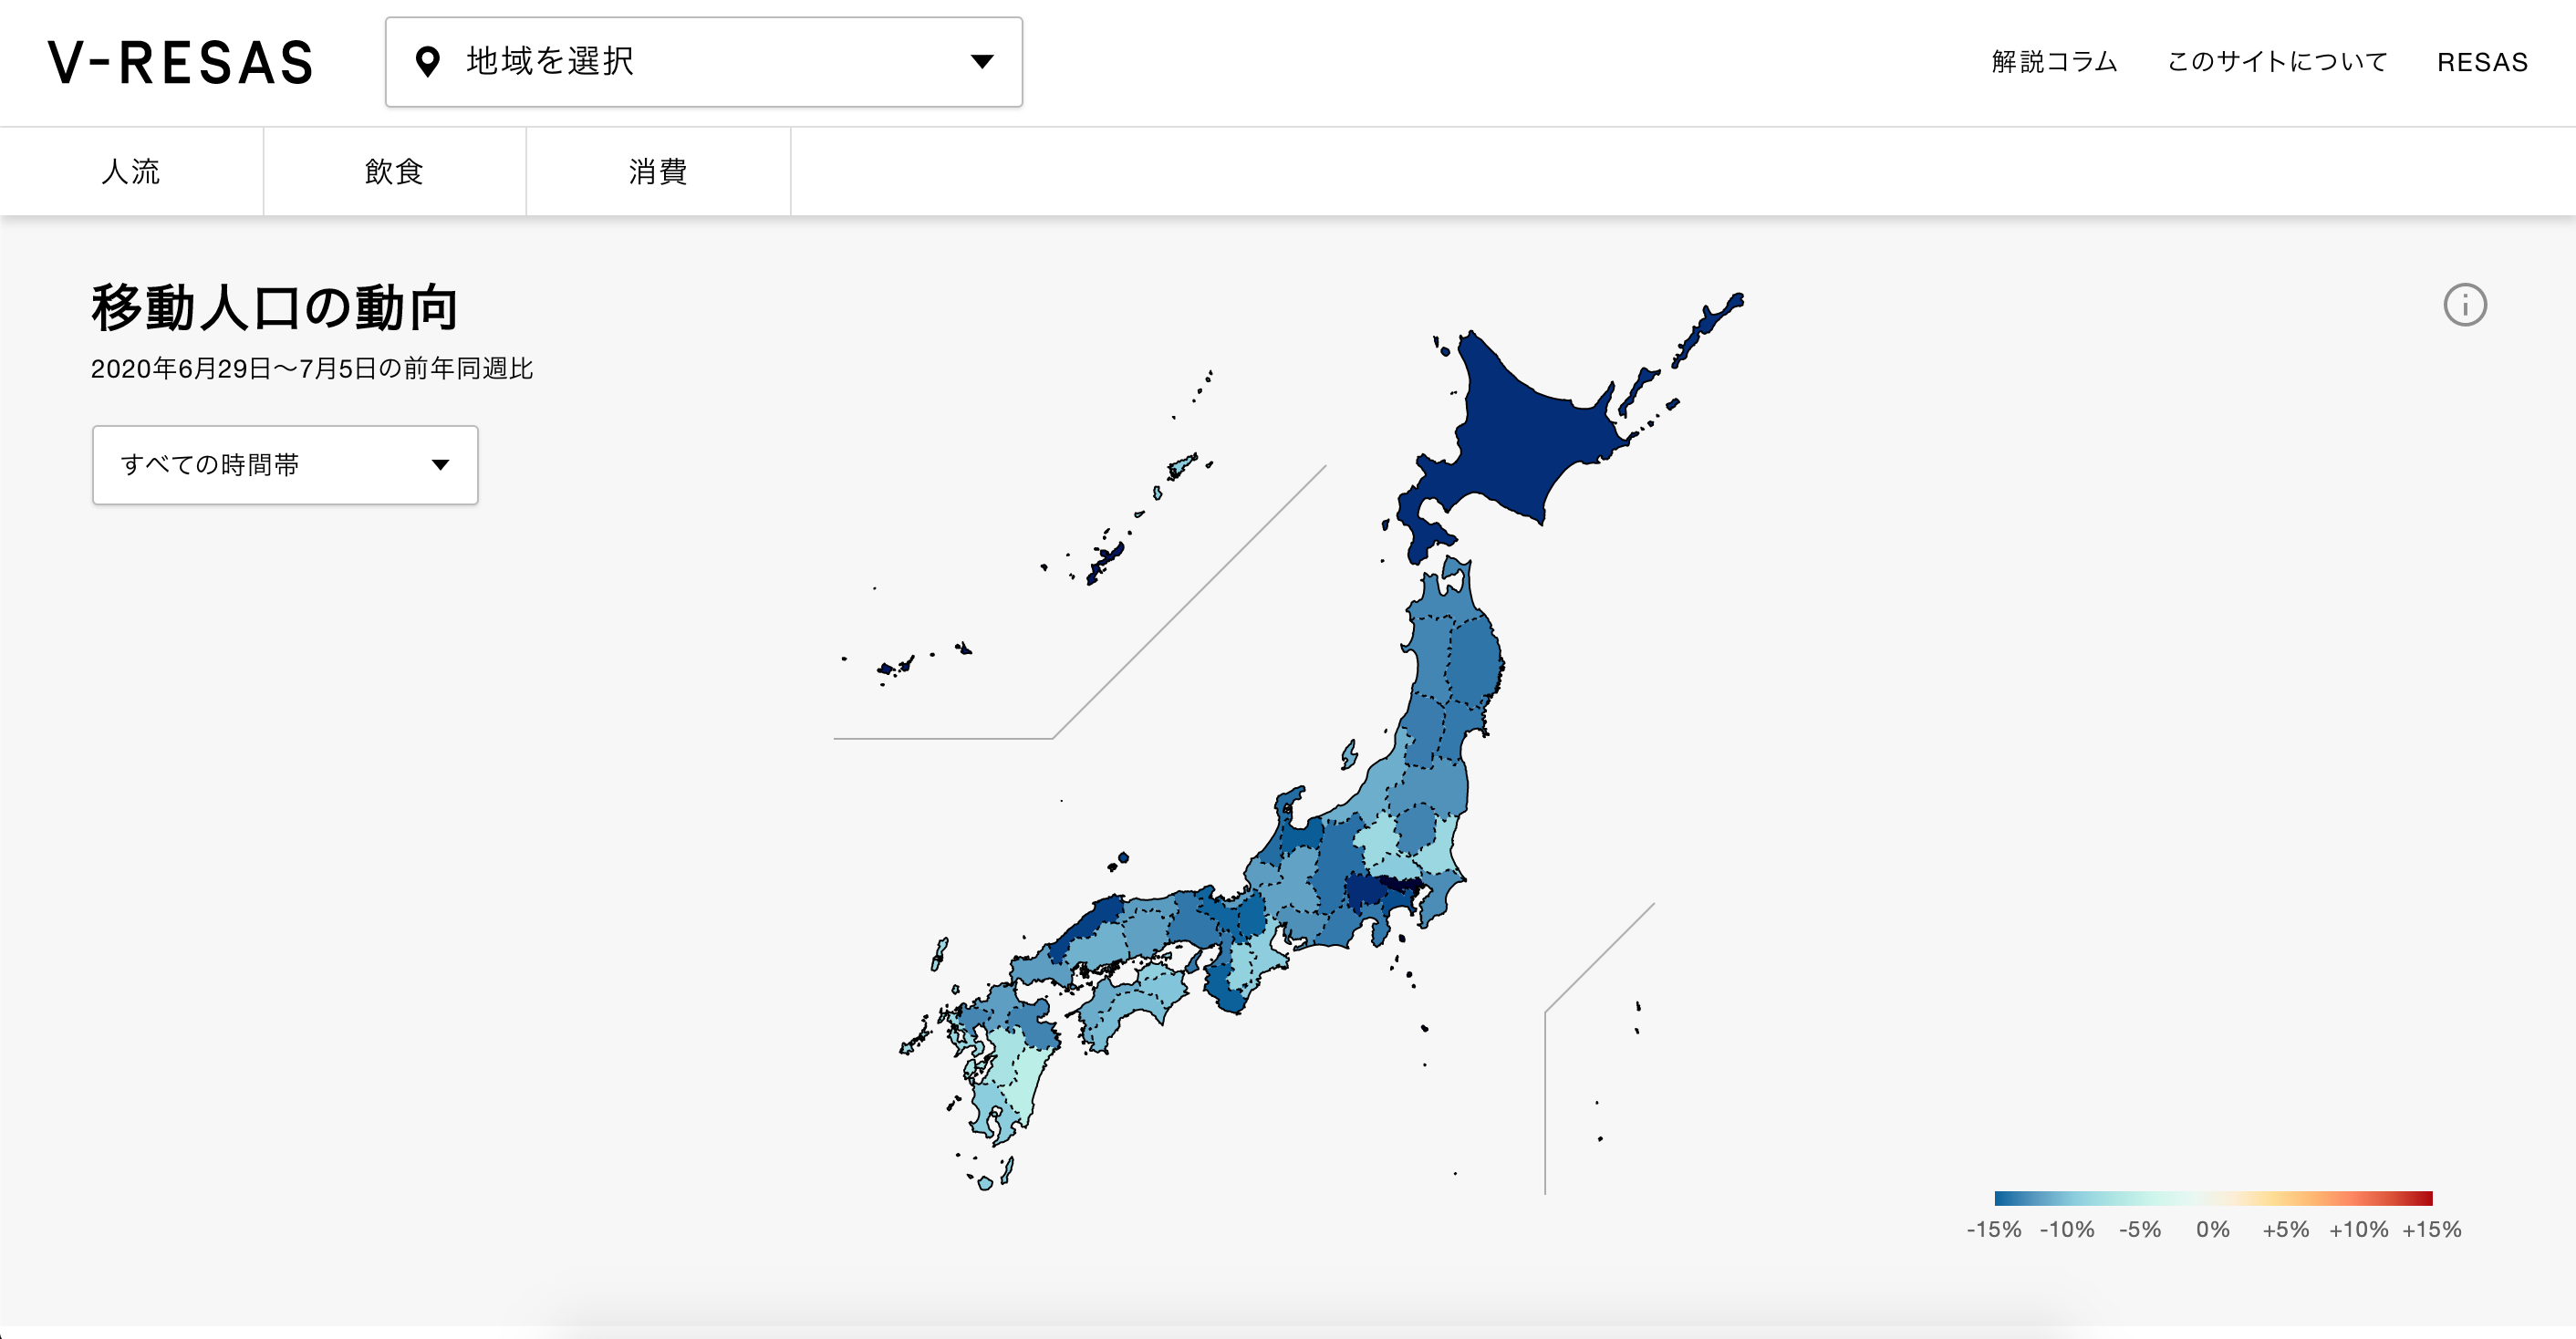 V-RESAS
地域を選択
解説コラム
このサイトについて
RESAS
人流
飲食
消費
移動人口の動向
2020年6月29日〜7月5日の前年同週比
すべての時間帯
-15% -10% -5% 0% +5% +10% +15%